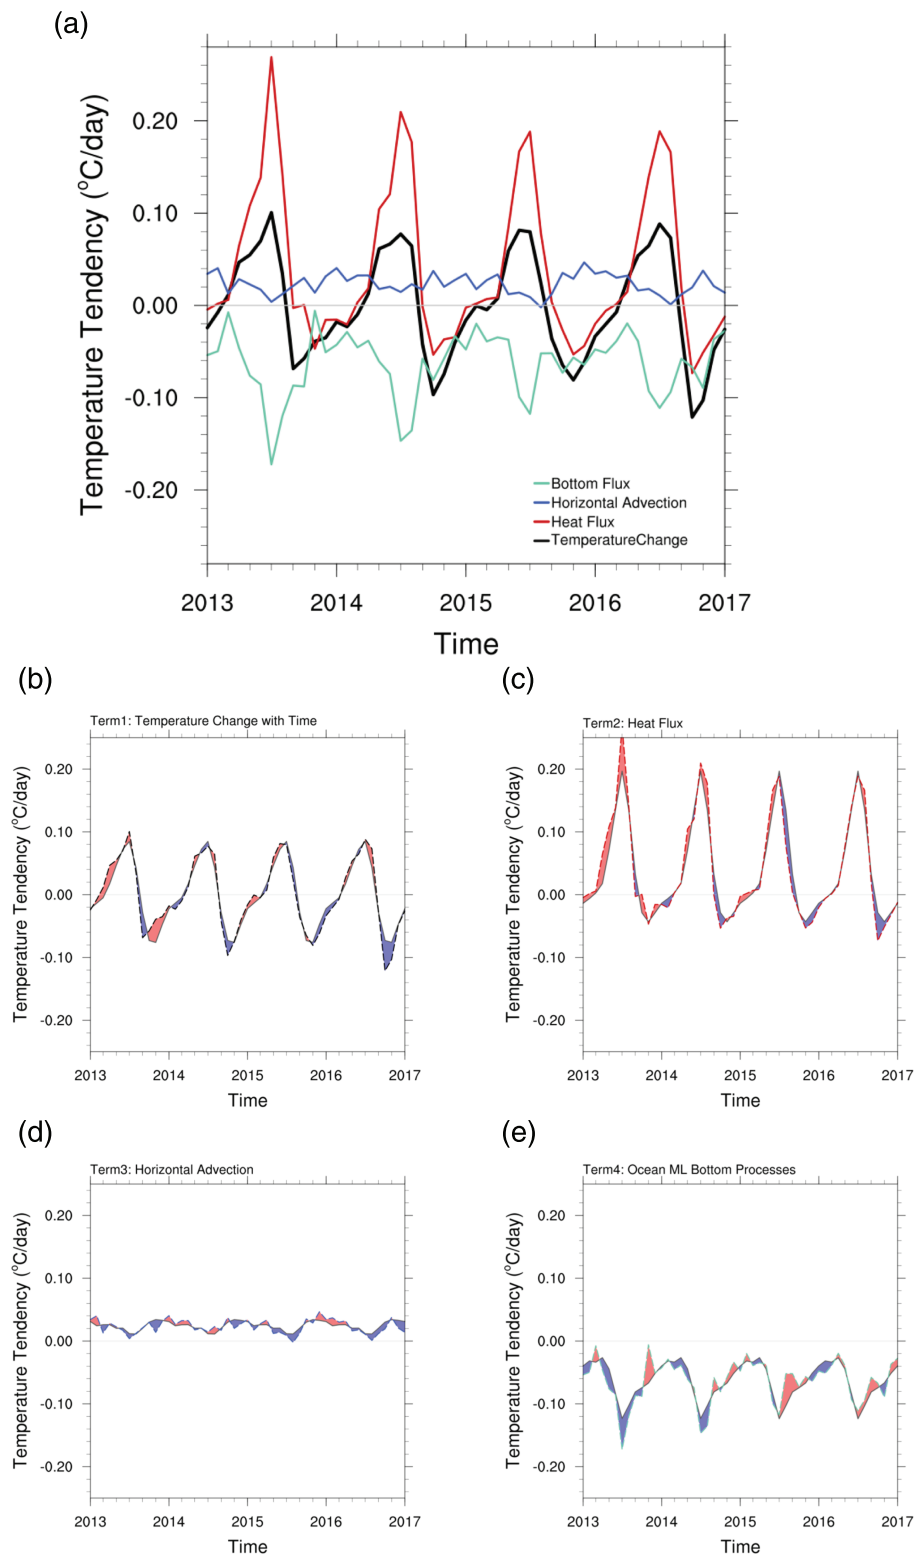 (a)
Temperature Tendency (°C/day)
0.20
0.10
0.00
-0.10
-0.20
Bottom Flux
Horizontal Advection
Heat Flux
TemperatureChange
2013 2014 2015 2016 2017
Time
(b)
Term1: Temperature Change with Time
Temperature Tendency (°C/day)
0.20
0.10
0.00
-0.10
-0.20
2013 2014 2015 2016 2017
Time
(c)
Term2: Heat Flux
Temperature Tendency (°C/day)
0.20
0.10
0.00
-0.10
-0.20
2013 2014 2015 2016 2017
Time
(d)
Term3: Horizontal Advection
Temperature Tendency (°C/day)
0.20
0.10
0.00
-0.10
-0.20
2013 2014 2015 2016 2017
Time
(e)
Term4: Ocean ML Bottom Processes
Temperature Tendency (°C/day)
0.20
0.10
0.00
-0.10
-0.20
2013 2014 2015 2016 2017
Time